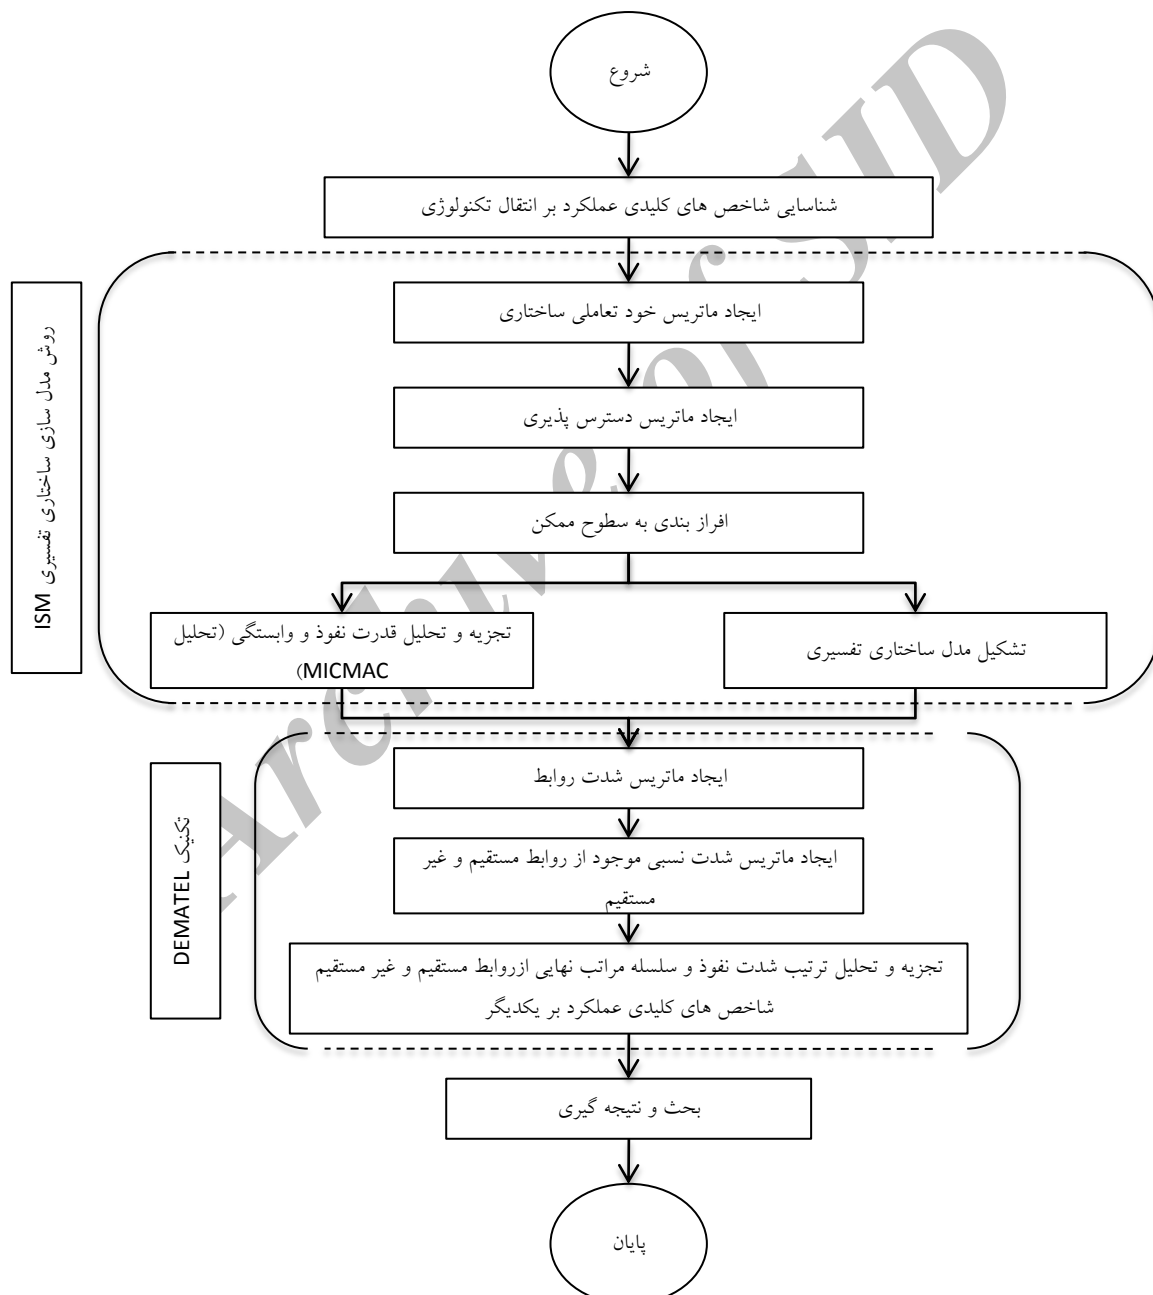 شروع
شناسایی شاخص های کلیدی عملکرد بر انتقال تکنولوژی
روش مدل سازی ساختاری تفسیری ISM
ایجاد ماتریس خود تعاملی ساختاری
ایجاد ماتریس دسترس پذیری
افراز بندی به سطوح ممکن
تشکیل مدل ساختاری تفسیری
تجزیه و تحلیل قدرت نفوذ و وابستگی (تحلیل
MICMAC)
تکنیک DEMATEL
ایجاد ماتریس شدت روابط
ایجاد ماتریس شدت نسبی موجود از روابط مستقیم و غیر
مستقیم
تجزیه و تحلیل ترتیب شدت نفوذ و سلسله مراتب نهایی ازروابط مستقیم و غیر مستقیم
شاخص های کلیدی عملکرد بر یکدیگر
بحث و نتیجه گیری
پایان
Archive of SID